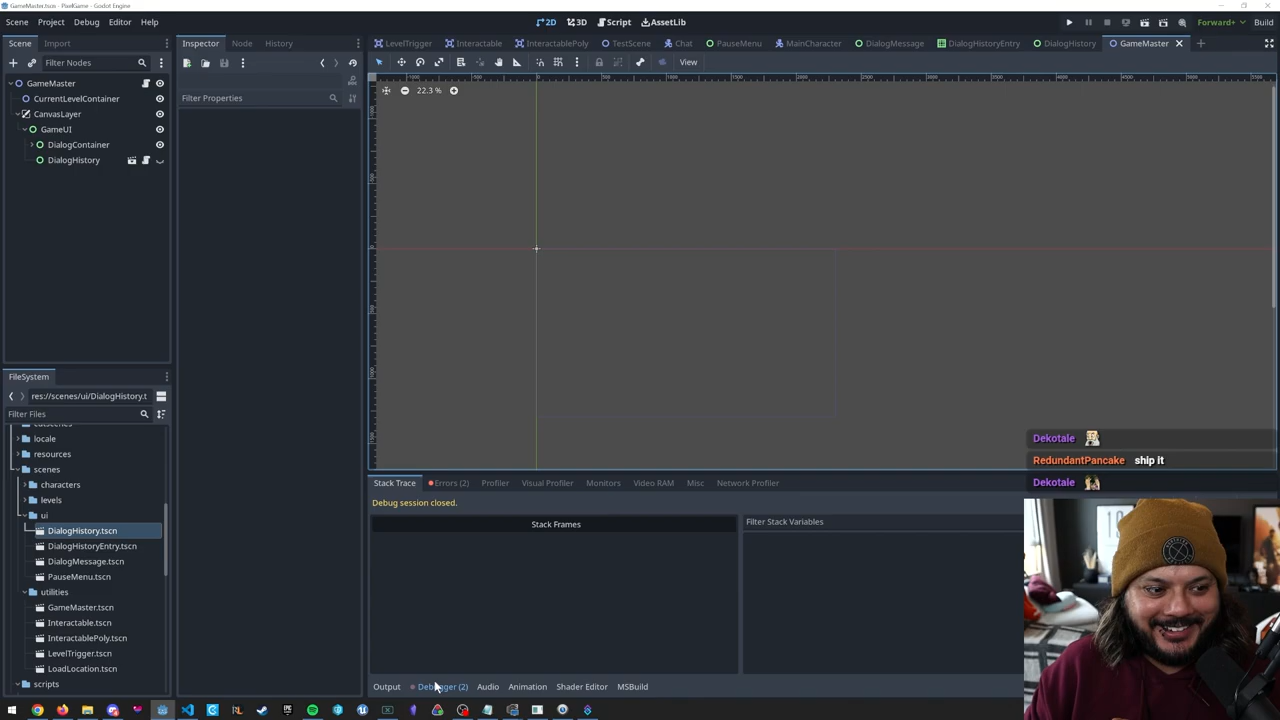 GameMaster.tscn - PixelGame - Godot Engine
Scene Project Debug Editor Help
2D 3D Script AssetLib
Forward+ Build
Scene Import
Inspector Node History
LevelTrigger Interactable InteractablePoly TestScene Chat PauseMenu MainCharacter DialogMessage DialogHistoryEntry DialogHistory GameMaster
Filter Nodes
View
GameMaster
CurrentLevelContainer
CanvasLayer
GameUI
DialogContainer
DialogHistory
Filter Properties
22.3 %
FileSystem
res://scenes/ui/DialogHistory.t
Filter Files
locale
resources
scenes
characters
levels
ui
DialogHistory.tscn
DialogHistoryEntry.tscn
DialogMessage.tscn
PauseMenu.tscn
utilities
GameMaster.tscn
Interactable.tscn
InteractablePoly.tscn
LevelTrigger.tscn
LoadLocation.tscn
scripts
Stack Trace Errors (2) Profiler Visual Profiler Monitors Video RAM Misc Network Profiler
Debug session closed.
Stack Frames
Filter Stack Variables
Output Debugger (2) Audio Animation Shader Editor MSBuild
Dekotale
RedundantPancake ship it
Dekotale